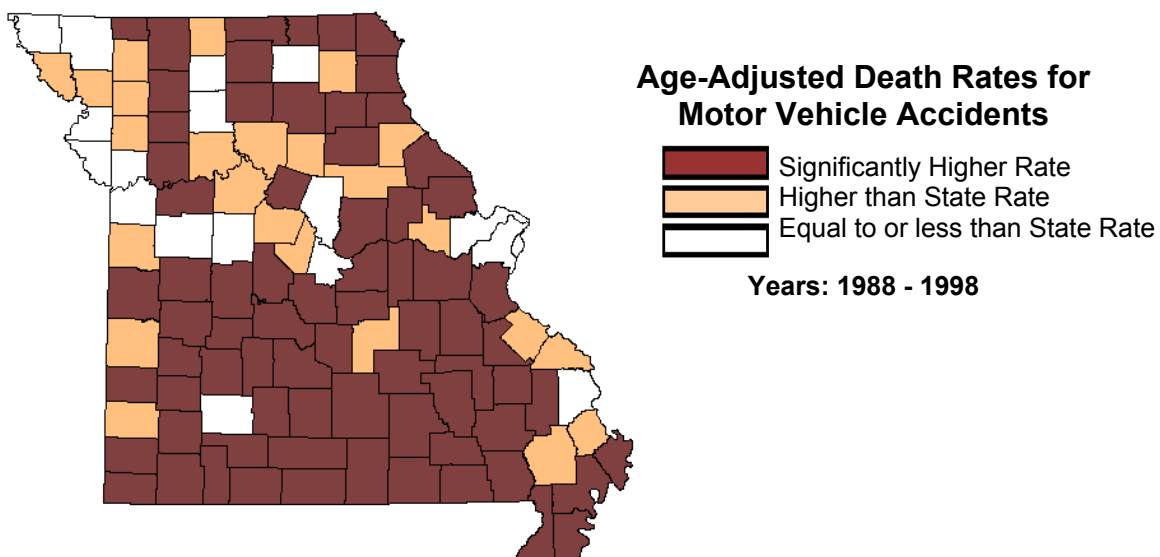 Age-Adjusted Death Rates for
Motor Vehicle Accidents
Significantly Higher Rate
Higher than State Rate
Equal to or less than State Rate
Years: 1988 - 1998